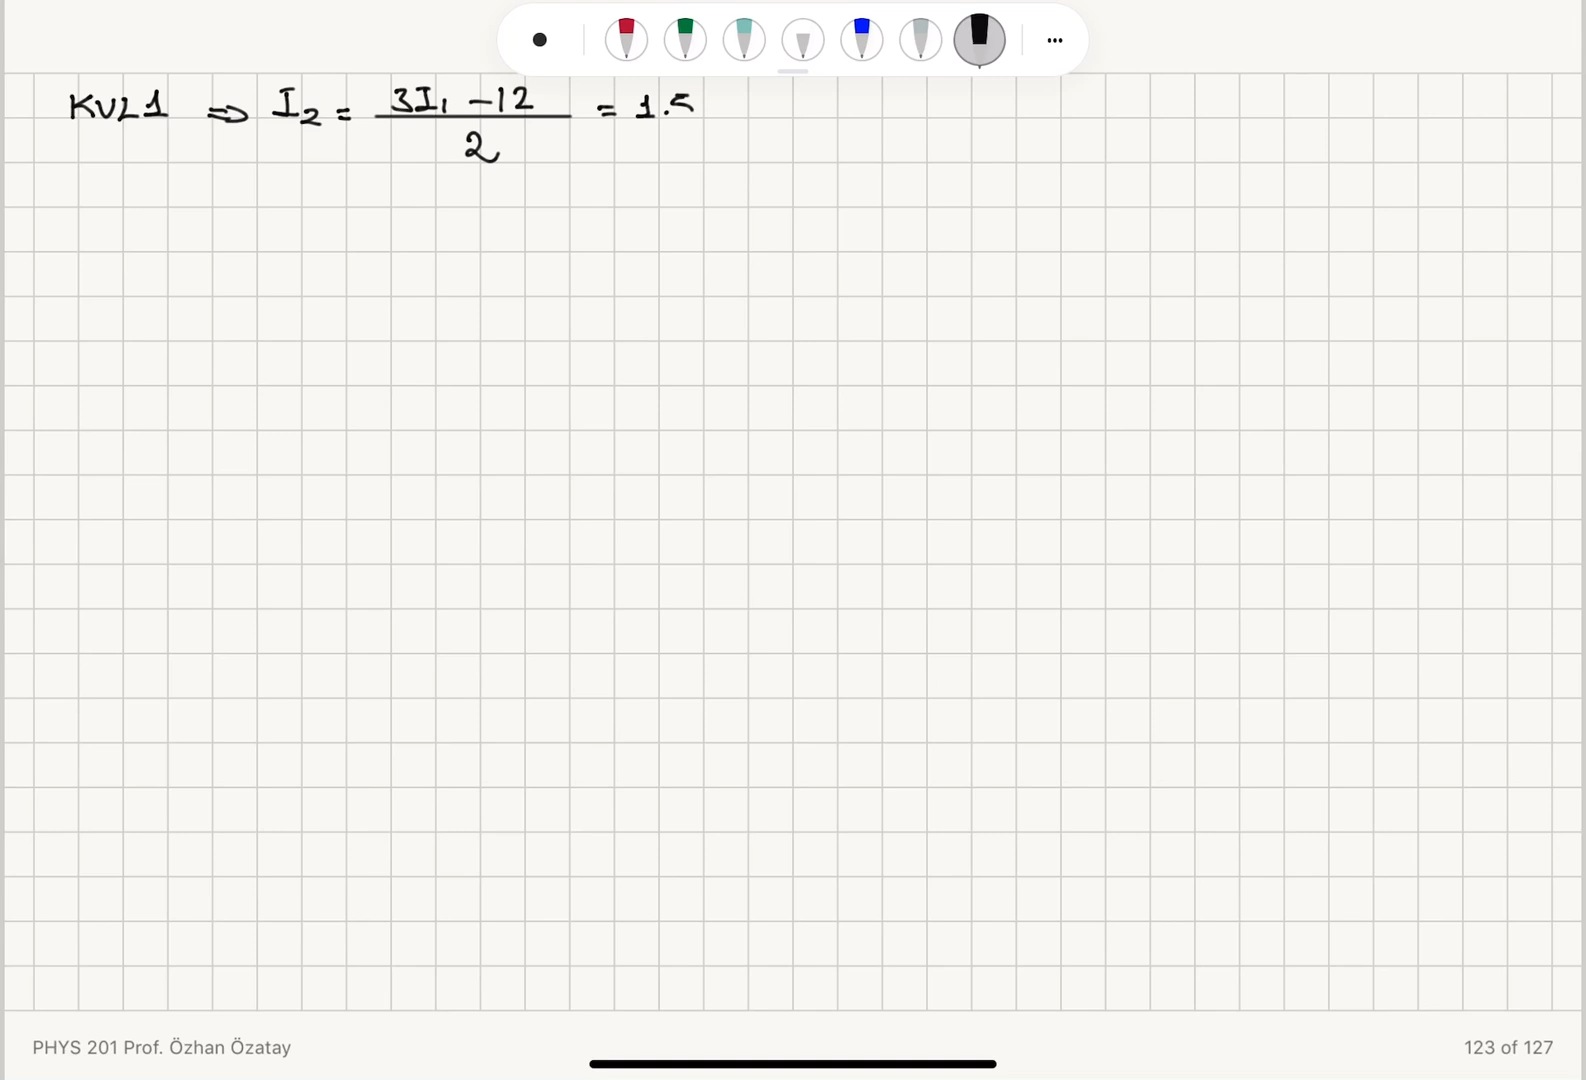 KVL1 ⇒ I₂ = (3I₁ − 12) / 2 = 1.5
PHYS 201 Prof. Özhan Özatay
123 of 127